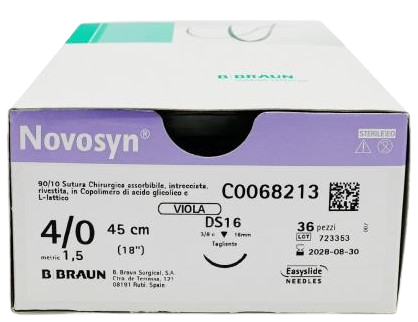 B BRAUN
Novosyn®
STERILE EO
90/10 Sutura Chirurgica assorbibile, intrecciata,
rivestita, in Copolimero di acido glicolico e
L-lattico
C0068213
VIOLA
4/0 45 cm
(18")
metric 1,5
DS16
3/8 c 16mm
Tagliente
36 pezzi
LOT 723353
2028-08-30
B BRAUN
B. Braun Surgical, S.A.
Ctra. de Terrassa, 121
08191 Rubí. Spain
Easyslide
NEEDLES